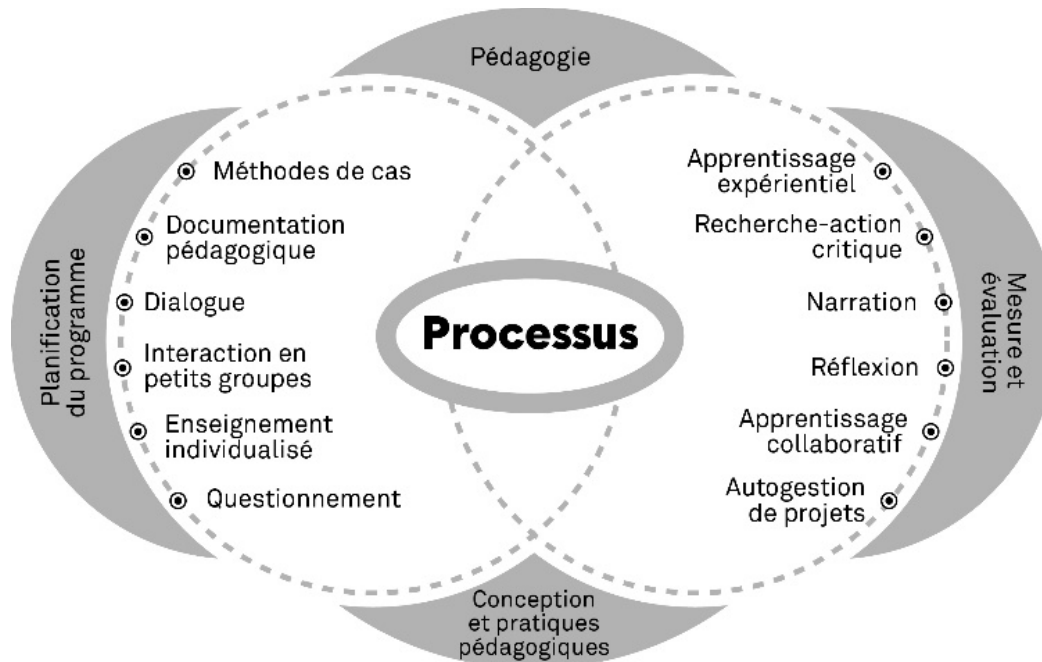 Pédagogie
Planification
du programme
Méthodes de cas
Documentation
pédagogique
Dialogue
Interaction en
petits groupes
Enseignement
individualisé
Questionnement
Processus
Apprentissage
expérientiel
Recherche-action
critique
Narration
Réflexion
Apprentissage
collaboratif
Autogestion
de projets
Mesure et
évaluation
Conception
et pratiques
pédagogiques